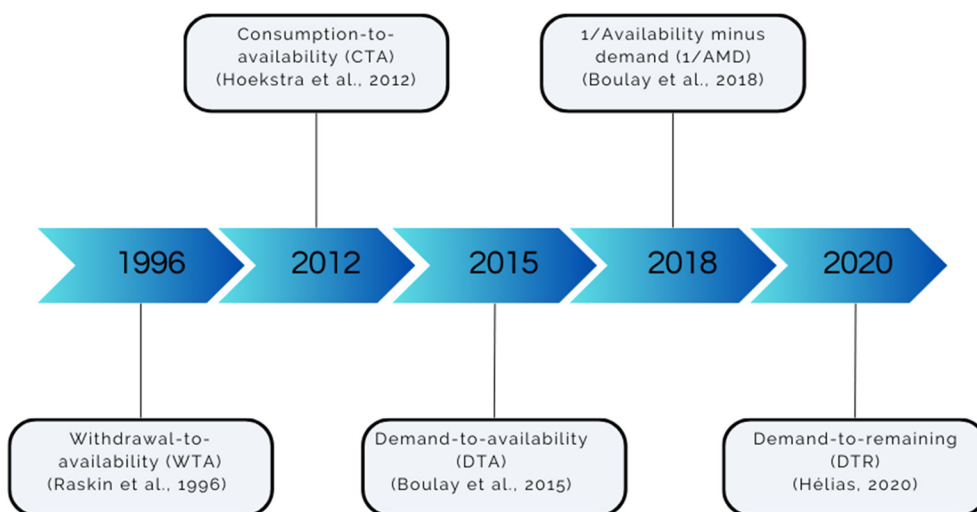 Consumption-to-
availability (CTA)
(Hoekstra et al., 2012)
1/Availability minus
demand (1/AMD)
(Boulay et al., 2018)
1996
2012
2015
2018
2020
Withdrawal-to-
availability (WTA)
(Raskin et al., 1996)
Demand-to-availability
(DTA)
(Boulay et al., 2015)
Demand-to-remaining
(DTR)
(Hélias, 2020)